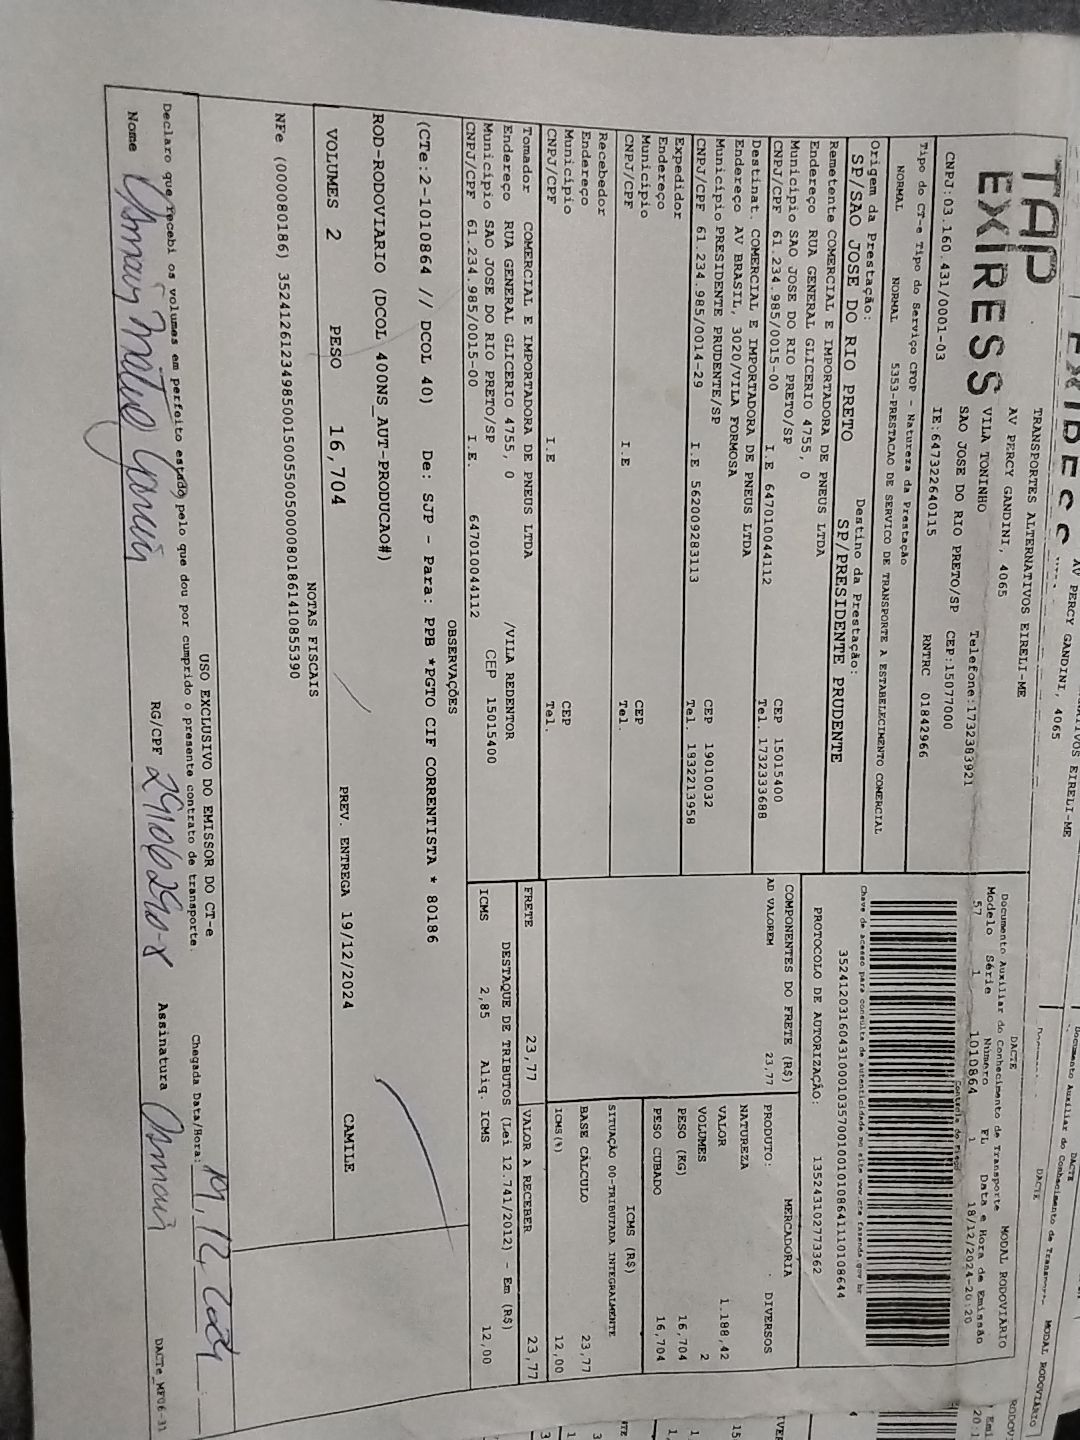 TAP
EXPRESS
TRANSPORTES ALTERNATIVOS EIRELI-ME
AV PERCY GANDINI, 4065
VILA TONINHO
SAO JOSE DO RIO PRETO/SP
Telefone:1732383921
CEP:15077000
CNPJ:03.160.431/0001-03
IE:647322640115
RNTRC 01842966
Tipo do CT-e Tipo do Serviço CFOP - Natureza da Prestação
NORMAL NORMAL 5353-PRESTACAO DE SERVICO DE TRANSPORTE A ESTABELECIMENTO COMERCIAL
Origem da Prestação: Destino da Prestação:
SP/SAO JOSE DO RIO PRETO SP/PRESIDENTE PRUDENTE
Remetente COMERCIAL E IMPORTADORA DE PNEUS LTDA
Endereço RUA GENERAL GLICERIO 4755, 0
Município SAO JOSE DO RIO PRETO/SP CEP 15015400
CNPJ/CPF 61.234.985/0015-00 I.E 647010044112 Tel. 1732333688
Destinat. COMERCIAL E IMPORTADORA DE PNEUS LTDA
Endereço AV BRASIL, 3020/VILA FORMOSA
Município PRESIDENTE PRUDENTE/SP CEP 19010032
CNPJ/CPF 61.234.985/0014-29 I.E 562009283113 Tel. 1832213958
Expedidor
Endereço
Município CEP
CNPJ/CPF I.E Tel.
Recebedor
Endereço
Município CEP
CNPJ/CPF I.E Tel.
Tomador COMERCIAL E IMPORTADORA DE PNEUS LTDA
Endereço RUA GENERAL GLICERIO 4755, 0 /VILA REDENTOR
Município SAO JOSE DO RIO PRETO/SP CEP 15015400
CNPJ/CPF 61.234.985/0015-00 I.E. 647010044112
DACTE
Documento Auxiliar do Conhecimento de Transporte MODAL RODOVIÁRIO
Modelo Série Número FL Data e Hora de Emissão
57 1 1010864 1 18/12/2024-20:20
Controle do Fisco
Chave de acesso para consulta de autenticidade no site www.cte.fazenda.gov.br
35241203160431000103570010010108641110108644
PROTOCOLO DE AUTORIZAÇÃO: 135243102773362
COMPONENTES DO FRETE (R$)
AD VALOREM 23,77
MERCADORIA
PRODUTO: DIVERSOS
NATUREZA
VALOR 1.188,42
VOLUMES 2
PESO (KG) 16,704
PESO CUBADO 16,704
ICMS (R$)
SITUAÇÃO 00-TRIBUTADA INTEGRALMENTE
BASE CÁLCULO 23,77
ICMS(%) 12,00
FRETE 23,77 VALOR A RECEBER 23,77
DESTAQUE DE TRIBUTOS (Lei 12.741/2012) - Em (R$)
ICMS 2,85 Aliq. ICMS 12,00
OBSERVAÇÕES
(CTe:2-1010864 // DCOL 40) De: SJP - Para: PPB *PGTO CIF CORRENTISTA * 80186
ROD-RODOVIARIO (DCOL 400NS_AUT-PRODUCAO#)
VOLUMES 2 PESO 16,704 PREV. ENTREGA 19/12/2024 CAMILE
NOTAS FISCAIS
NFe (000080186) 35241261234985001500550050000801861410855390
USO EXCLUSIVO DO EMISSOR DO CT-e
Declaro que recebi os volumes em perfeito estado pelo que dou por cumprido o presente contrato de transporte.
Chegada Data/Hora: 19.12.2024
Nome RG/CPF 29106290-8 Assinatura Osmair
DACTe_MF06-31